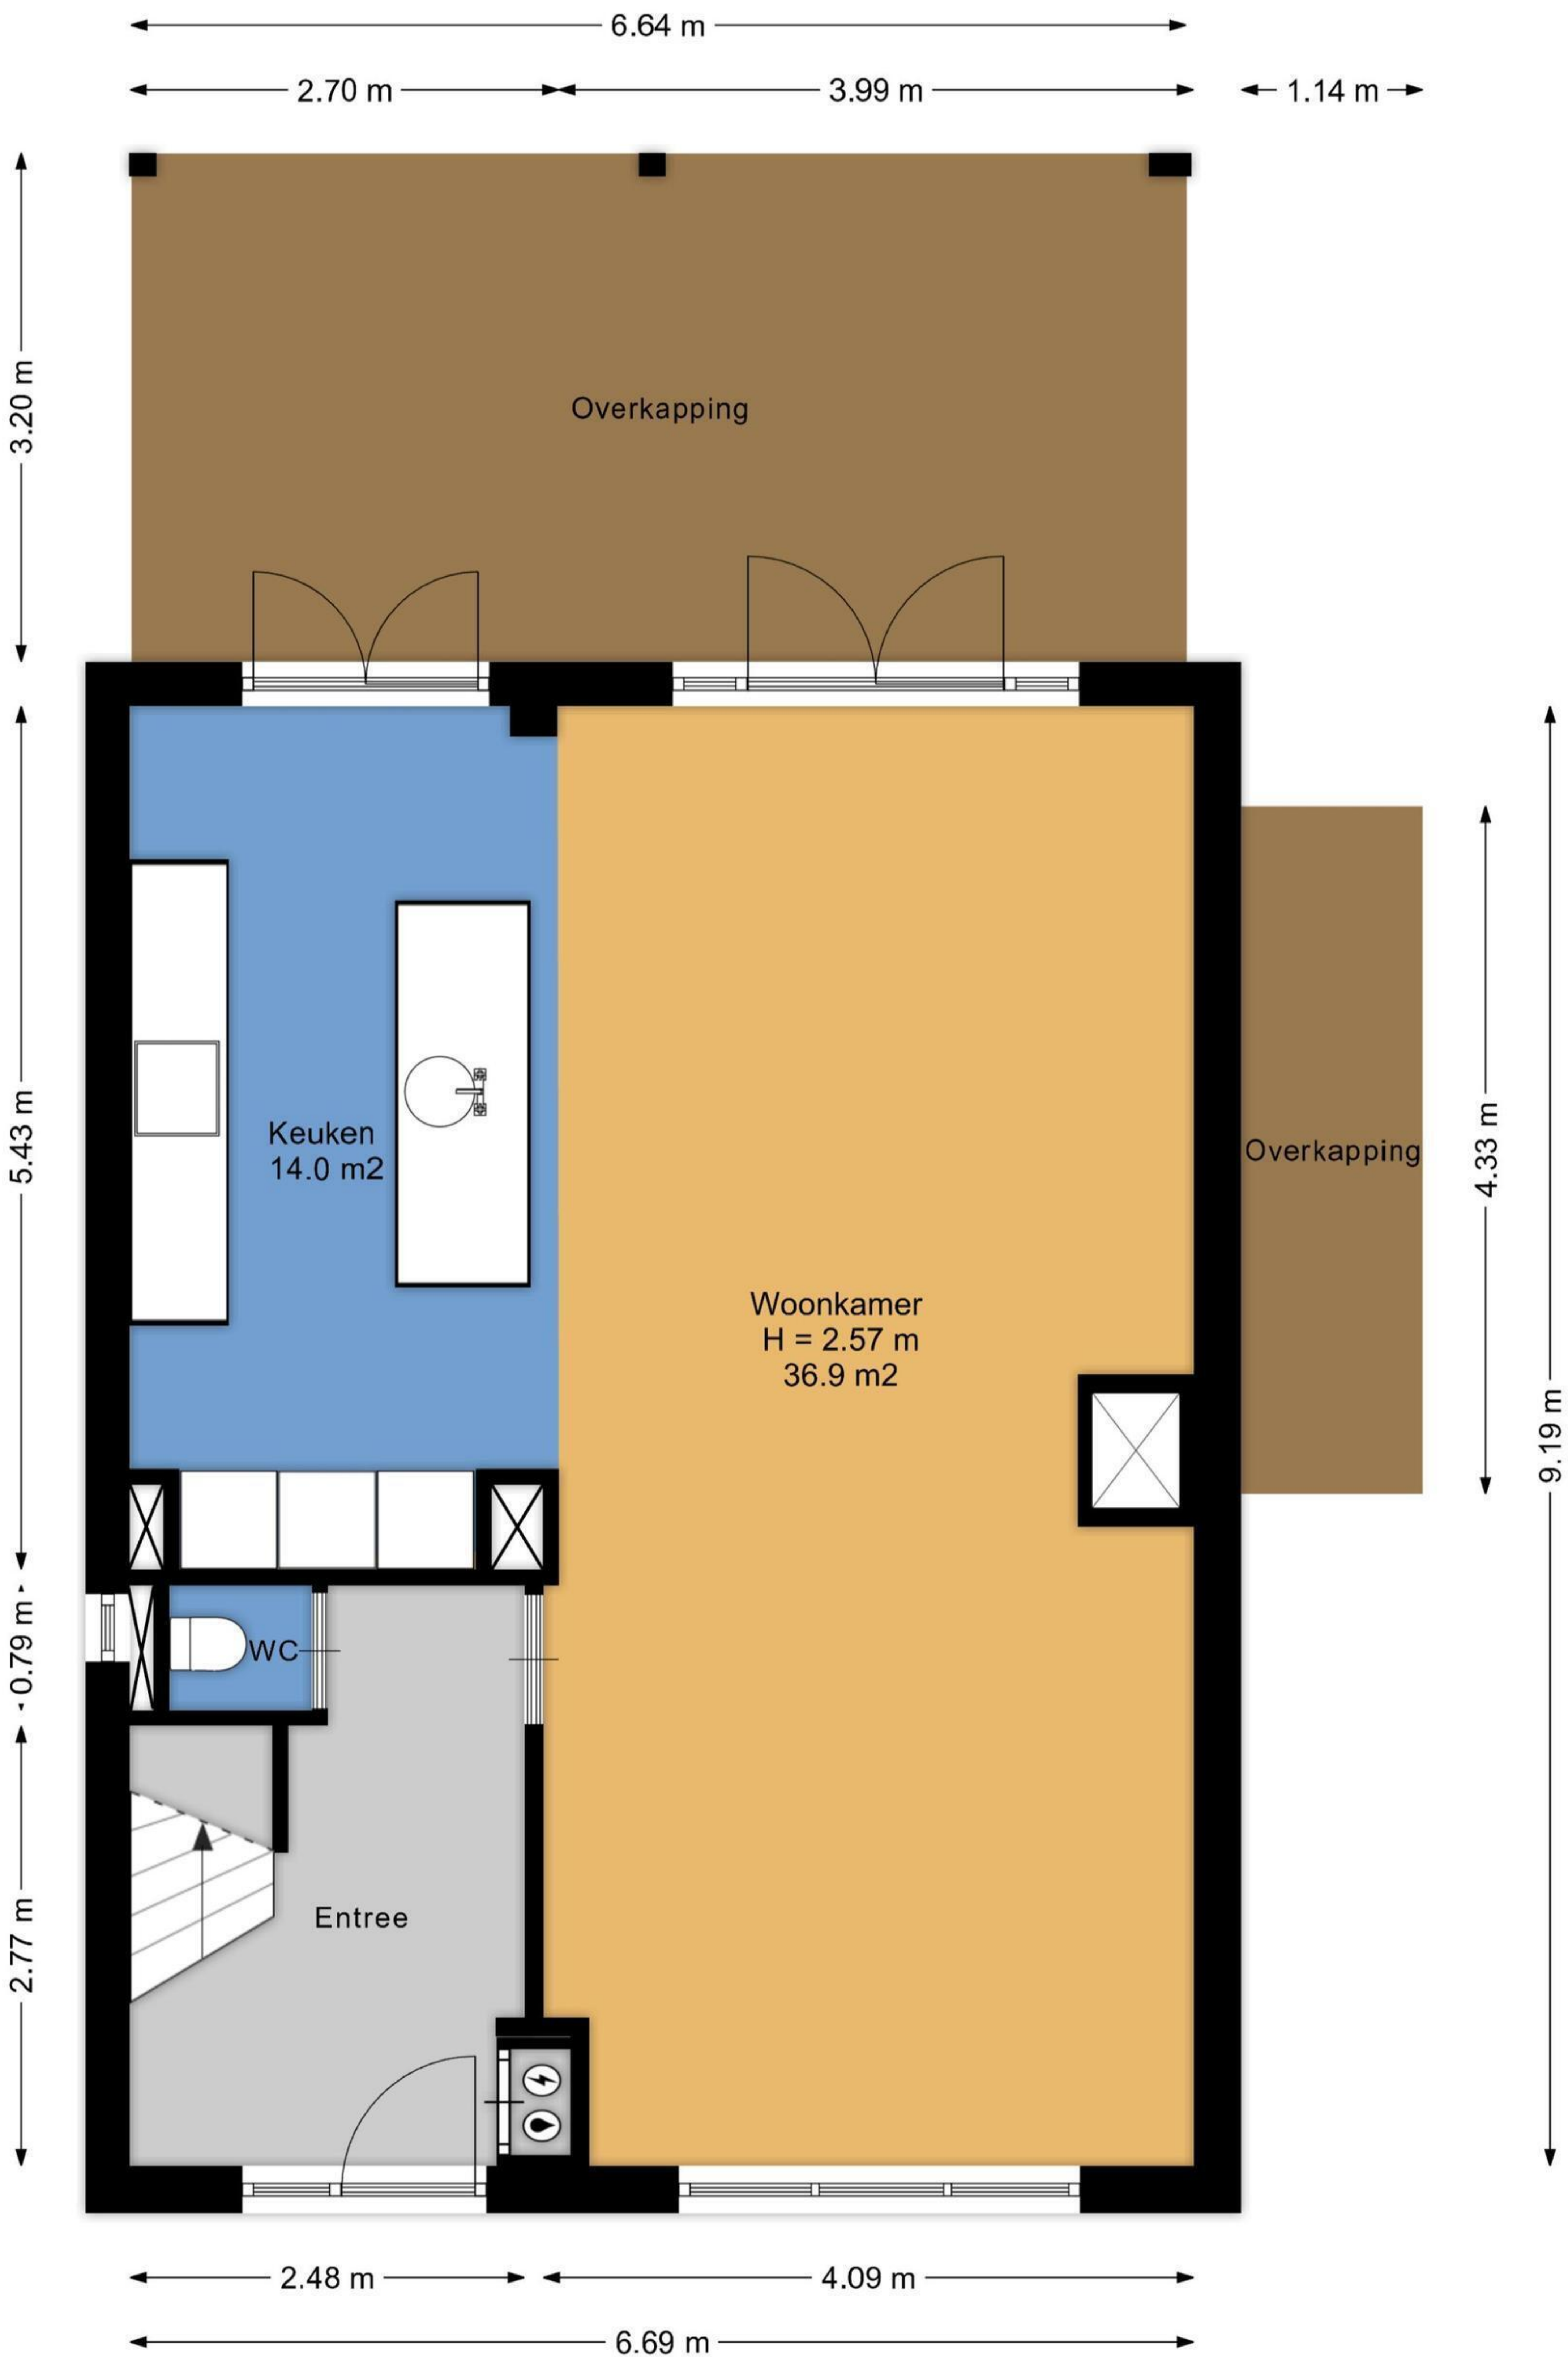 6.64 m
2.70 m
3.99 m
1.14 m
3.20 m
Overkapping
5.43 m
Keuken
14.0 m2
Overkapping
4.33 m
Woonkamer
H = 2.57 m
36.9 m2
9.19 m
0.79 m
WC
2.77 m
Entree
2.48 m
4.09 m
6.69 m